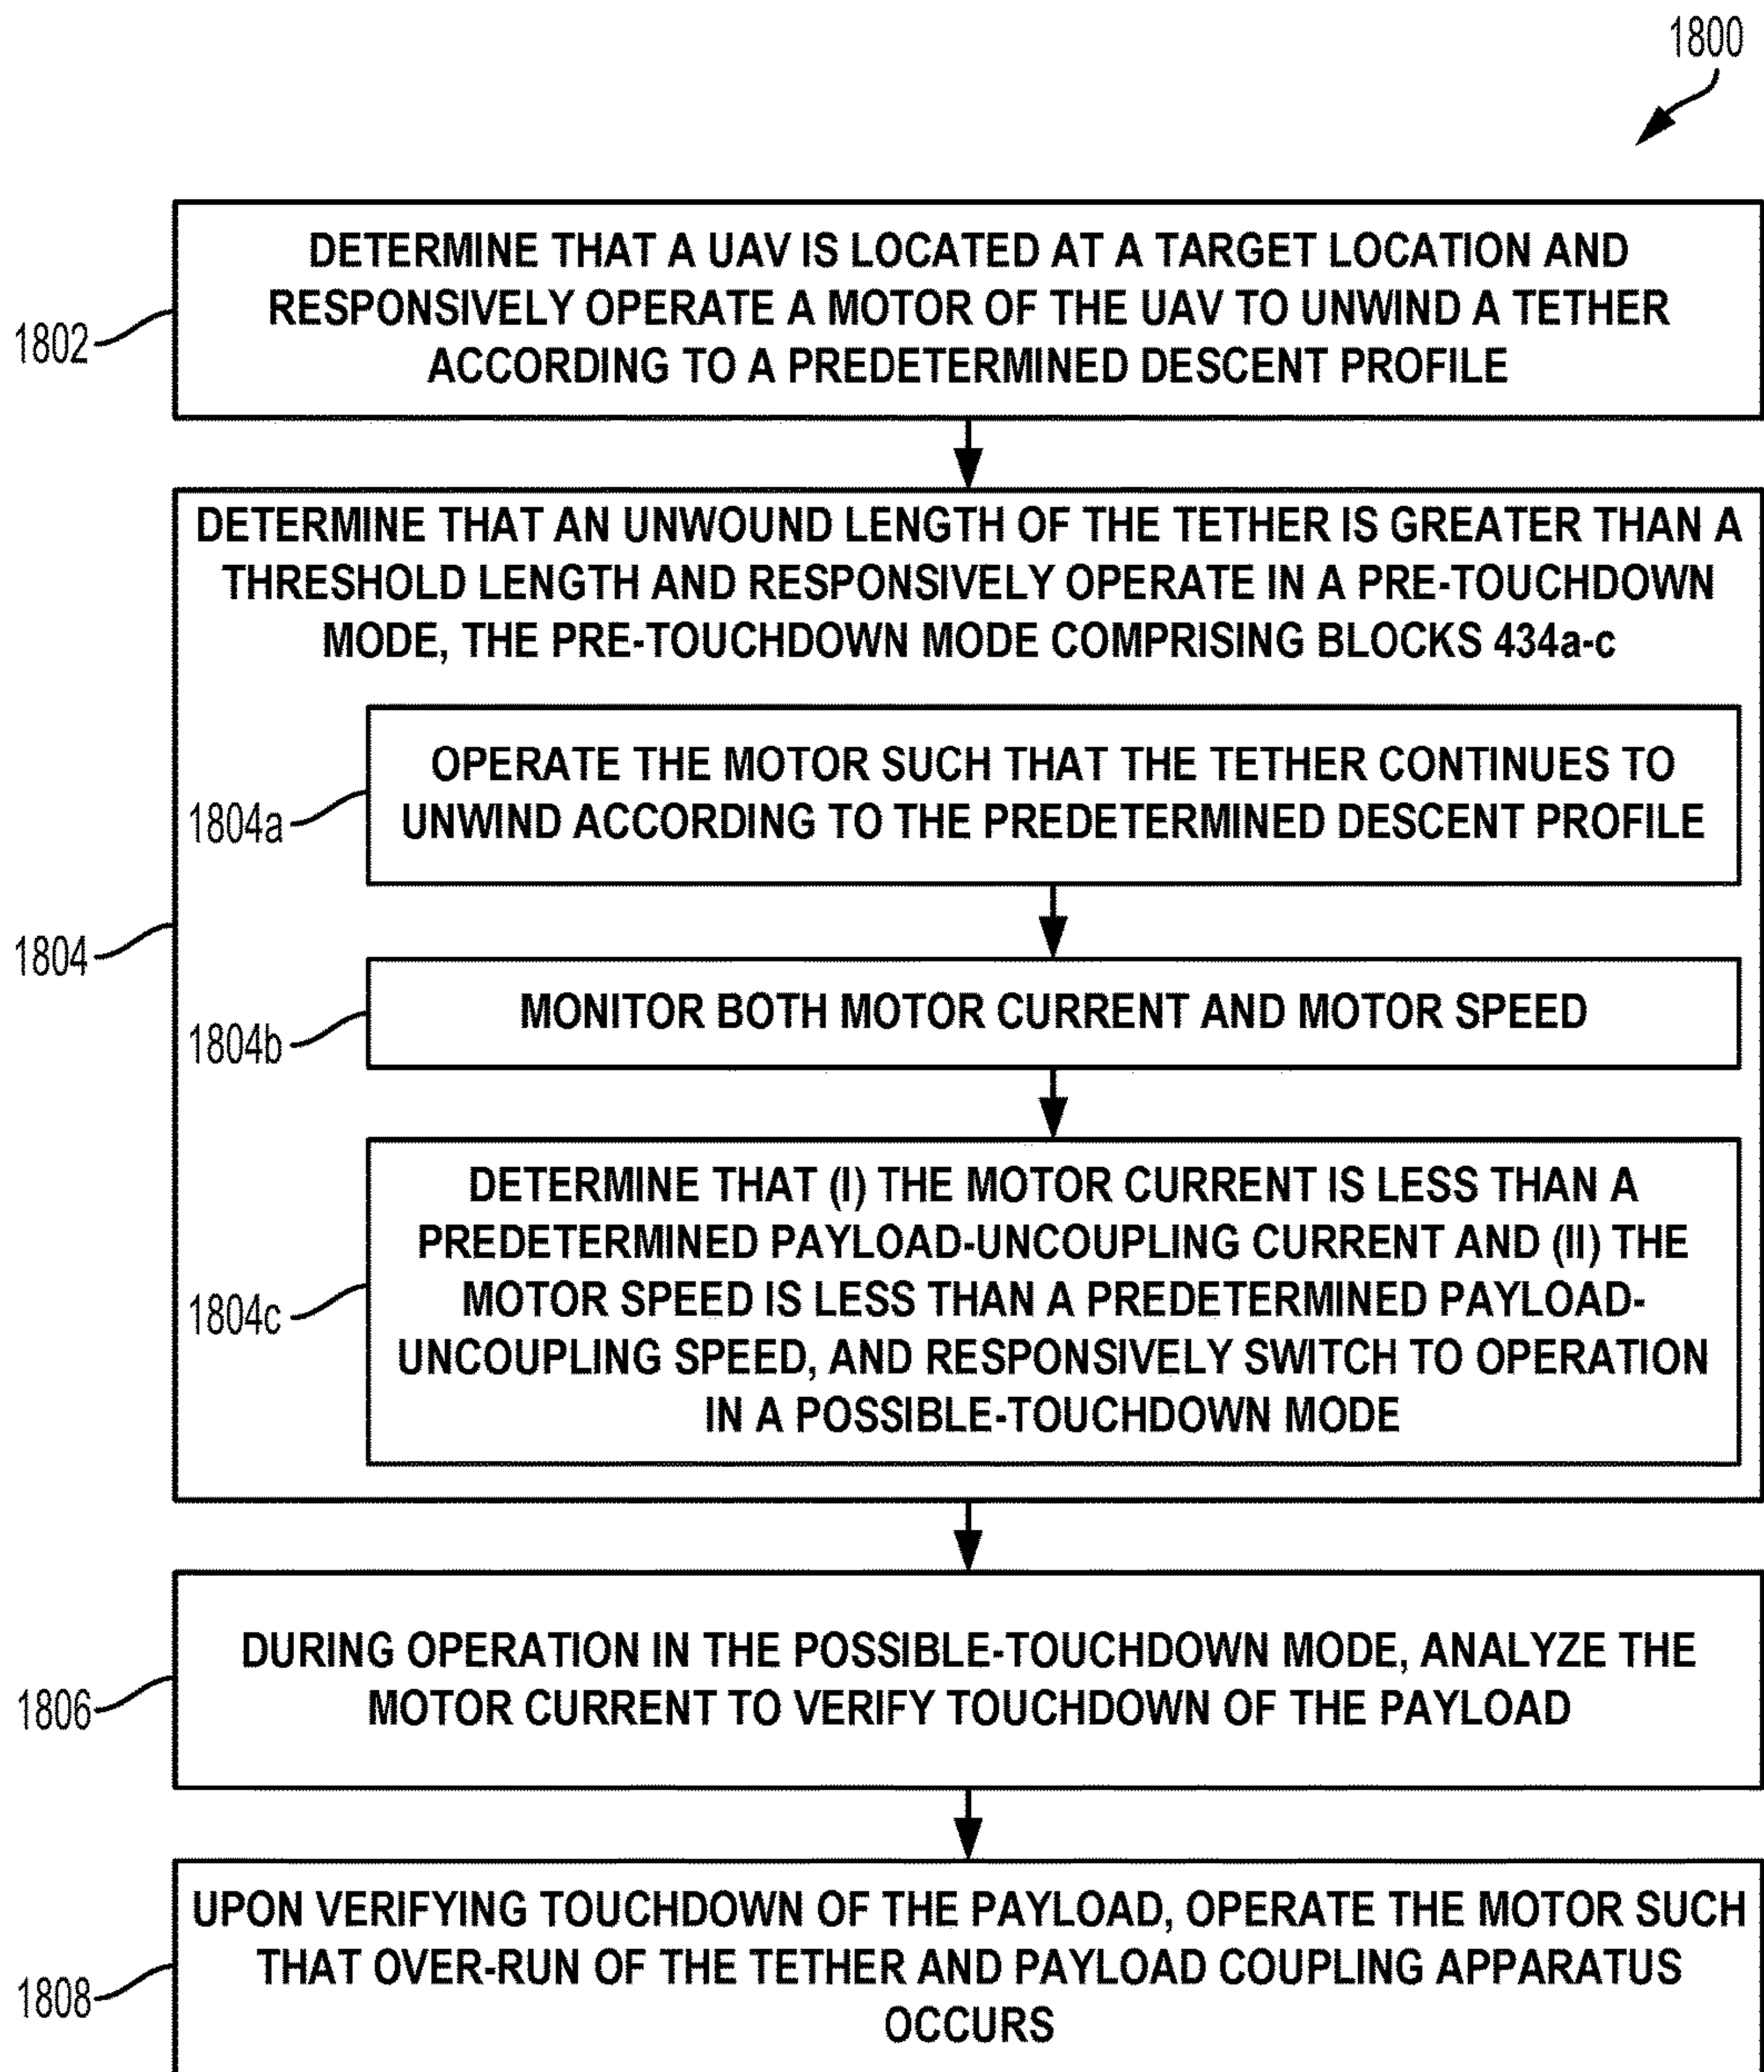 1800
DETERMINE THAT A UAV IS LOCATED AT A TARGET LOCATION AND
RESPONSIVELY OPERATE A MOTOR OF THE UAV TO UNWIND A TETHER
ACCORDING TO A PREDETERMINED DESCENT PROFILE
1802
DETERMINE THAT AN UNWOUND LENGTH OF THE TETHER IS GREATER THAN A
THRESHOLD LENGTH AND RESPONSIVELY OPERATE IN A PRE-TOUCHDOWN
MODE, THE PRE-TOUCHDOWN MODE COMPRISING BLOCKS 434a-c
OPERATE THE MOTOR SUCH THAT THE TETHER CONTINUES TO
UNWIND ACCORDING TO THE PREDETERMINED DESCENT PROFILE
1804a
1804
MONITOR BOTH MOTOR CURRENT AND MOTOR SPEED
1804b
DETERMINE THAT (I) THE MOTOR CURRENT IS LESS THAN A
PREDETERMINED PAYLOAD-UNCOUPLING CURRENT AND (II) THE
MOTOR SPEED IS LESS THAN A PREDETERMINED PAYLOAD-
UNCOUPLING SPEED, AND RESPONSIVELY SWITCH TO OPERATION
IN A POSSIBLE-TOUCHDOWN MODE
1804c
DURING OPERATION IN THE POSSIBLE-TOUCHDOWN MODE, ANALYZE THE
MOTOR CURRENT TO VERIFY TOUCHDOWN OF THE PAYLOAD
1806
UPON VERIFYING TOUCHDOWN OF THE PAYLOAD, OPERATE THE MOTOR SUCH
THAT OVER-RUN OF THE TETHER AND PAYLOAD COUPLING APPARATUS
OCCURS
1808